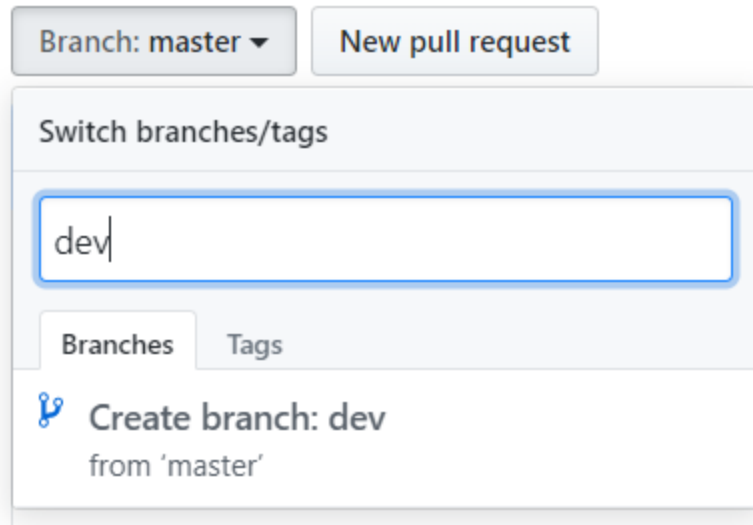 Branch: master New pull request
Switch branches/tags
dev
Branches Tags
Create branch: dev
from ‘master’